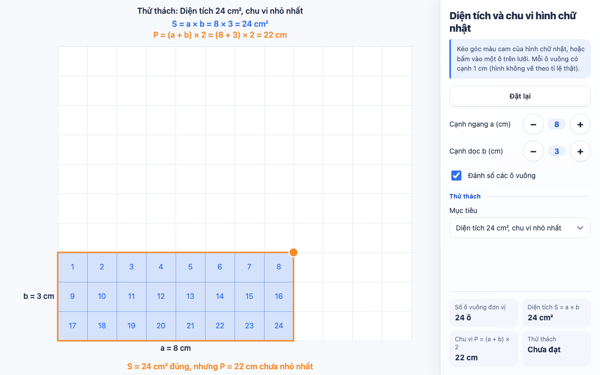 Thử thách: Diện tích 24 cm², chu vi nhỏ nhất
S = a × b = 8 × 3 = 24 cm²
P = (a + b) × 2 = (8 + 3) × 2 = 22 cm
1 2 3 4 5 6 7 8
b = 3 cm 9 10 11 12 13 14 15 16
17 18 19 20 21 22 23 24
a = 8 cm
S = 24 cm² đúng, nhưng P = 22 cm chưa nhỏ nhất
Diện tích và chu vi hình chữ
nhật
Kéo góc màu cam của hình chữ nhật, hoặc
bấm vào một ô trên lưới. Mỗi ô vuông có
cạnh 1 cm (hình không vẽ theo tỉ lệ thật).
Đặt lại
Cạnh ngang a (cm) − 8 +
Cạnh dọc b (cm) − 3 +
Đánh số các ô vuông
Thử thách
Mục tiêu
Diện tích 24 cm², chu vi nhỏ nhất
Số ô vuông đơn
vị
24 ô
Diện tích S = a × b
24 cm²
Chu vi P = (a + b) ×
2
22 cm
Thử thách
Chưa đạt